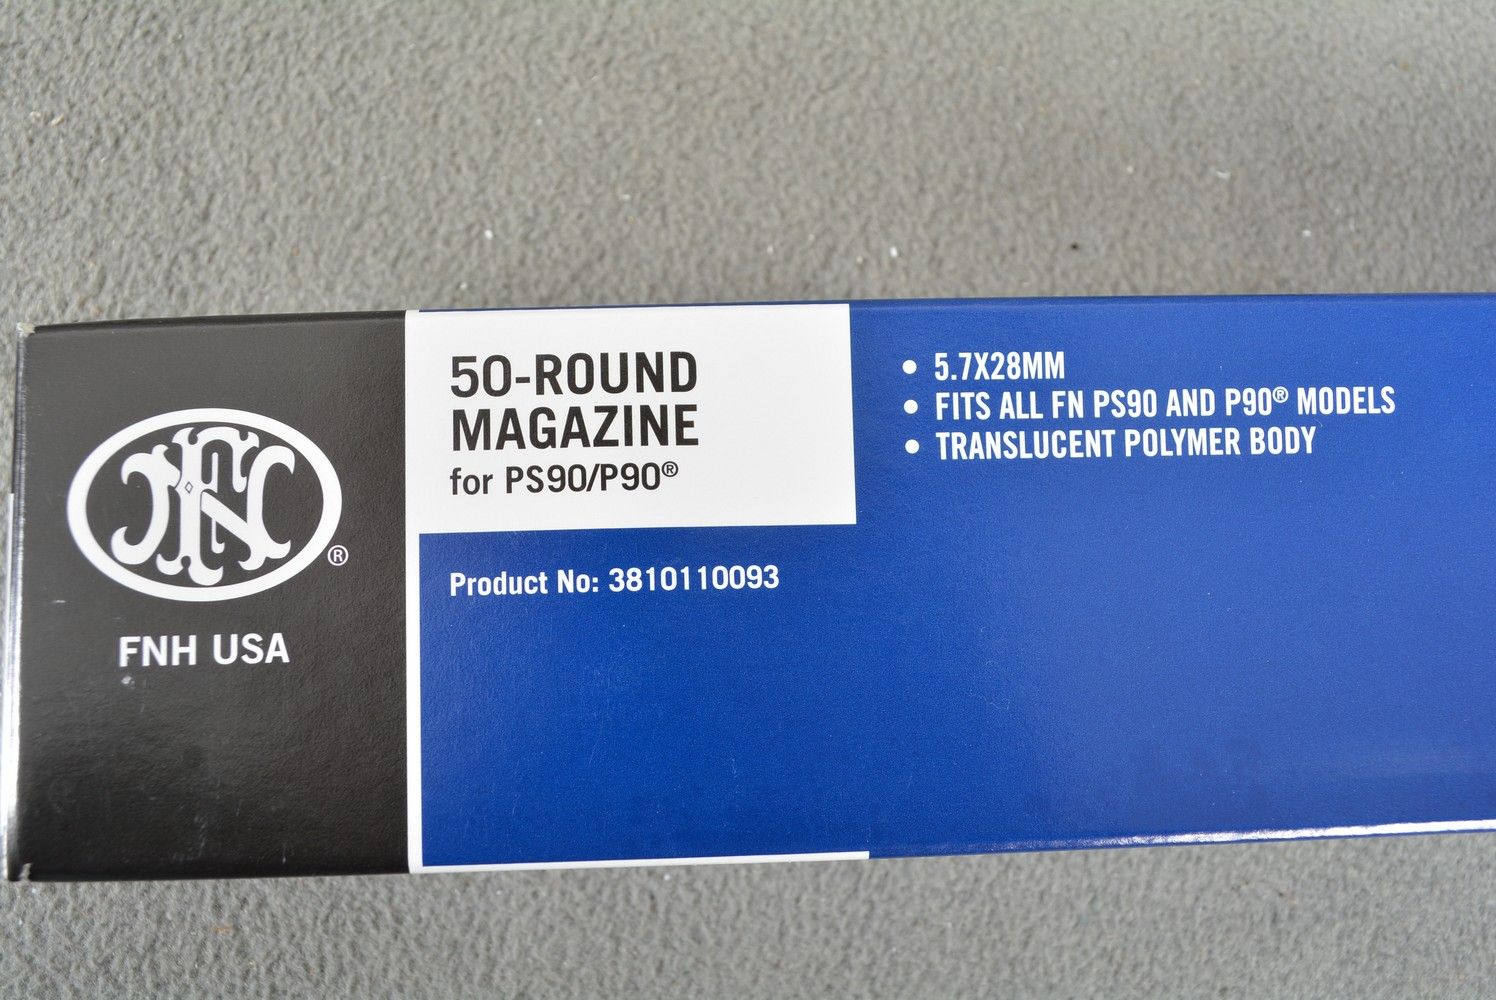 FN®
FNH USA
50-ROUND
MAGAZINE
for PS90/P90®
Product No: 3810110093
• 5.7X28MM
• FITS ALL FN PS90 AND P90® MODELS
• TRANSLUCENT POLYMER BODY